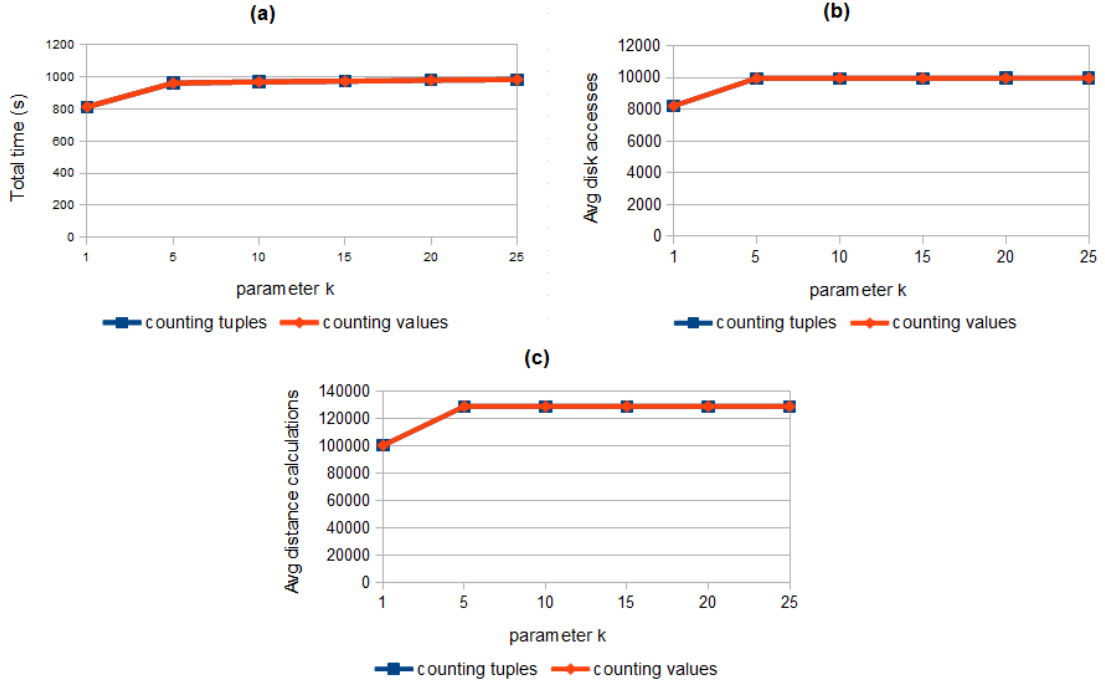 (a)
1200
1000
800
600
400
200
0
Total time (s)
1 5 10 15 20 25
parameter k
counting tuples counting values
(b)
12000
10000
8000
6000
4000
2000
0
Avg disk accesses
1 5 10 15 20 25
parameter k
counting tuples counting values
(c)
140000
120000
100000
80000
60000
40000
20000
0
Avg distance calculations
1 5 10 15 20 25
parameter k
counting tuples counting values